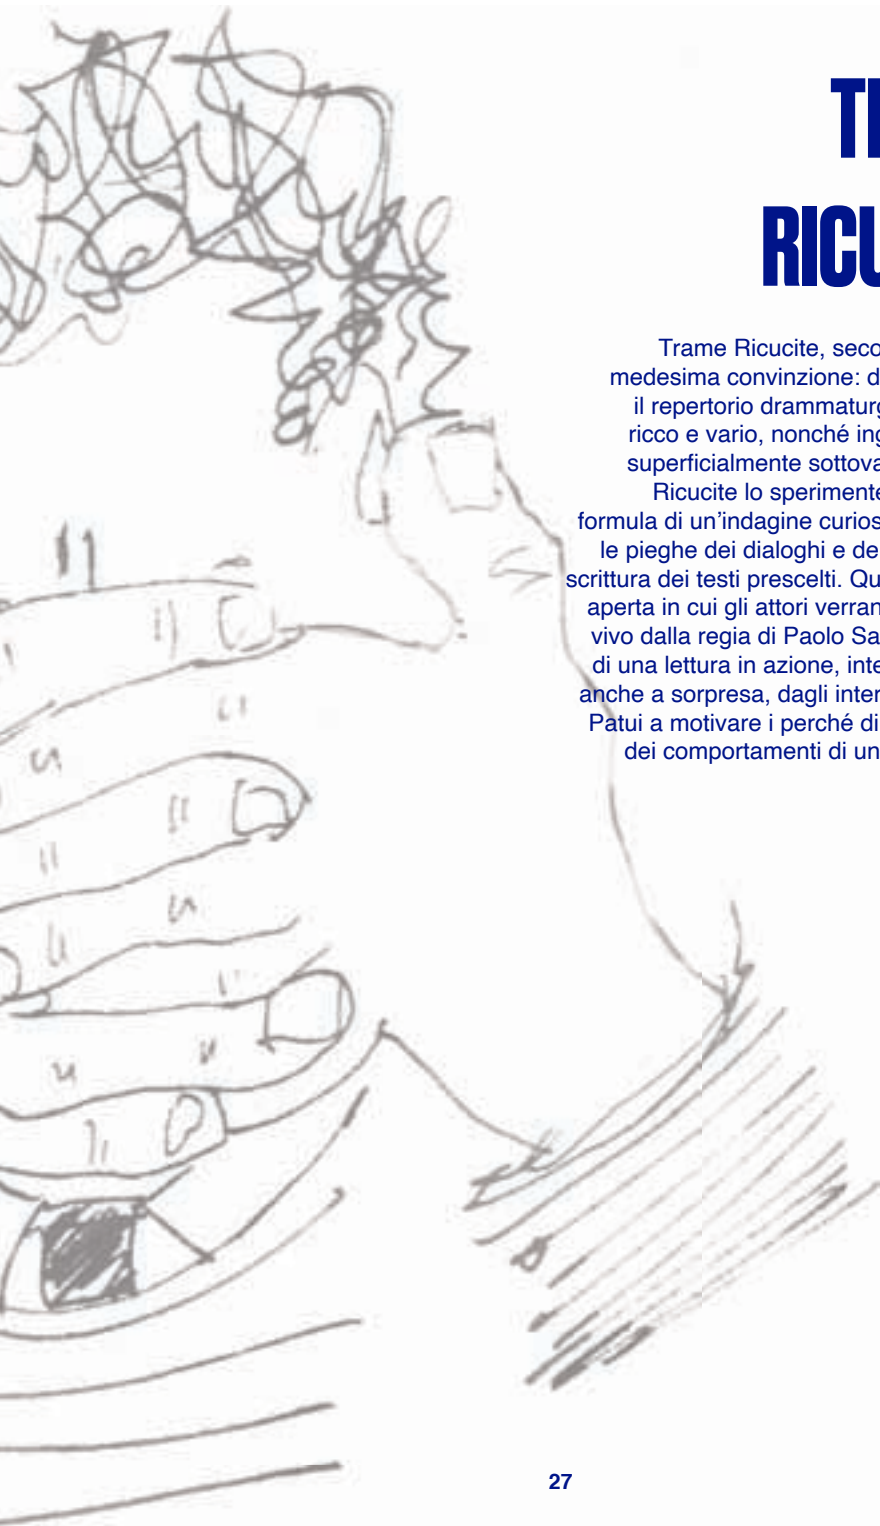 RICU
Trame Ricucite, seco
medesima convinzione: d
il repertorio drammaturg
ricco e vario, nonché ing
superficialmente sottova
Ricucite lo speriment
formula di un'indagine curios
le pieghe dei dialoghi e de
scrittura dei testi prescelti. Qu
aperta in cui gli attori verran
vivo dalla regia di Paolo Sa
di una lettura in azione, inte
anche a sorpresa, dagli inter
Patui a motivare i perché di
dei comportamenti di un
27